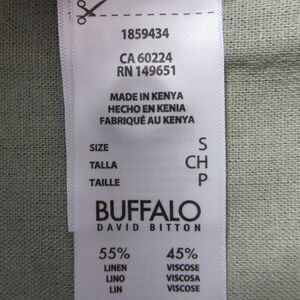 1859434
CA 60224
RN 149651
MADE IN KENYA
HECHO EN KENIA
FABRIQUÉ AU KENYA
SIZE S
TALLA CH
TAILLE P
BUFFALO
DAVID BITTON
55% 45%
LINEN VISCOSE
LINO VISCOSA
LIN VISCOSE